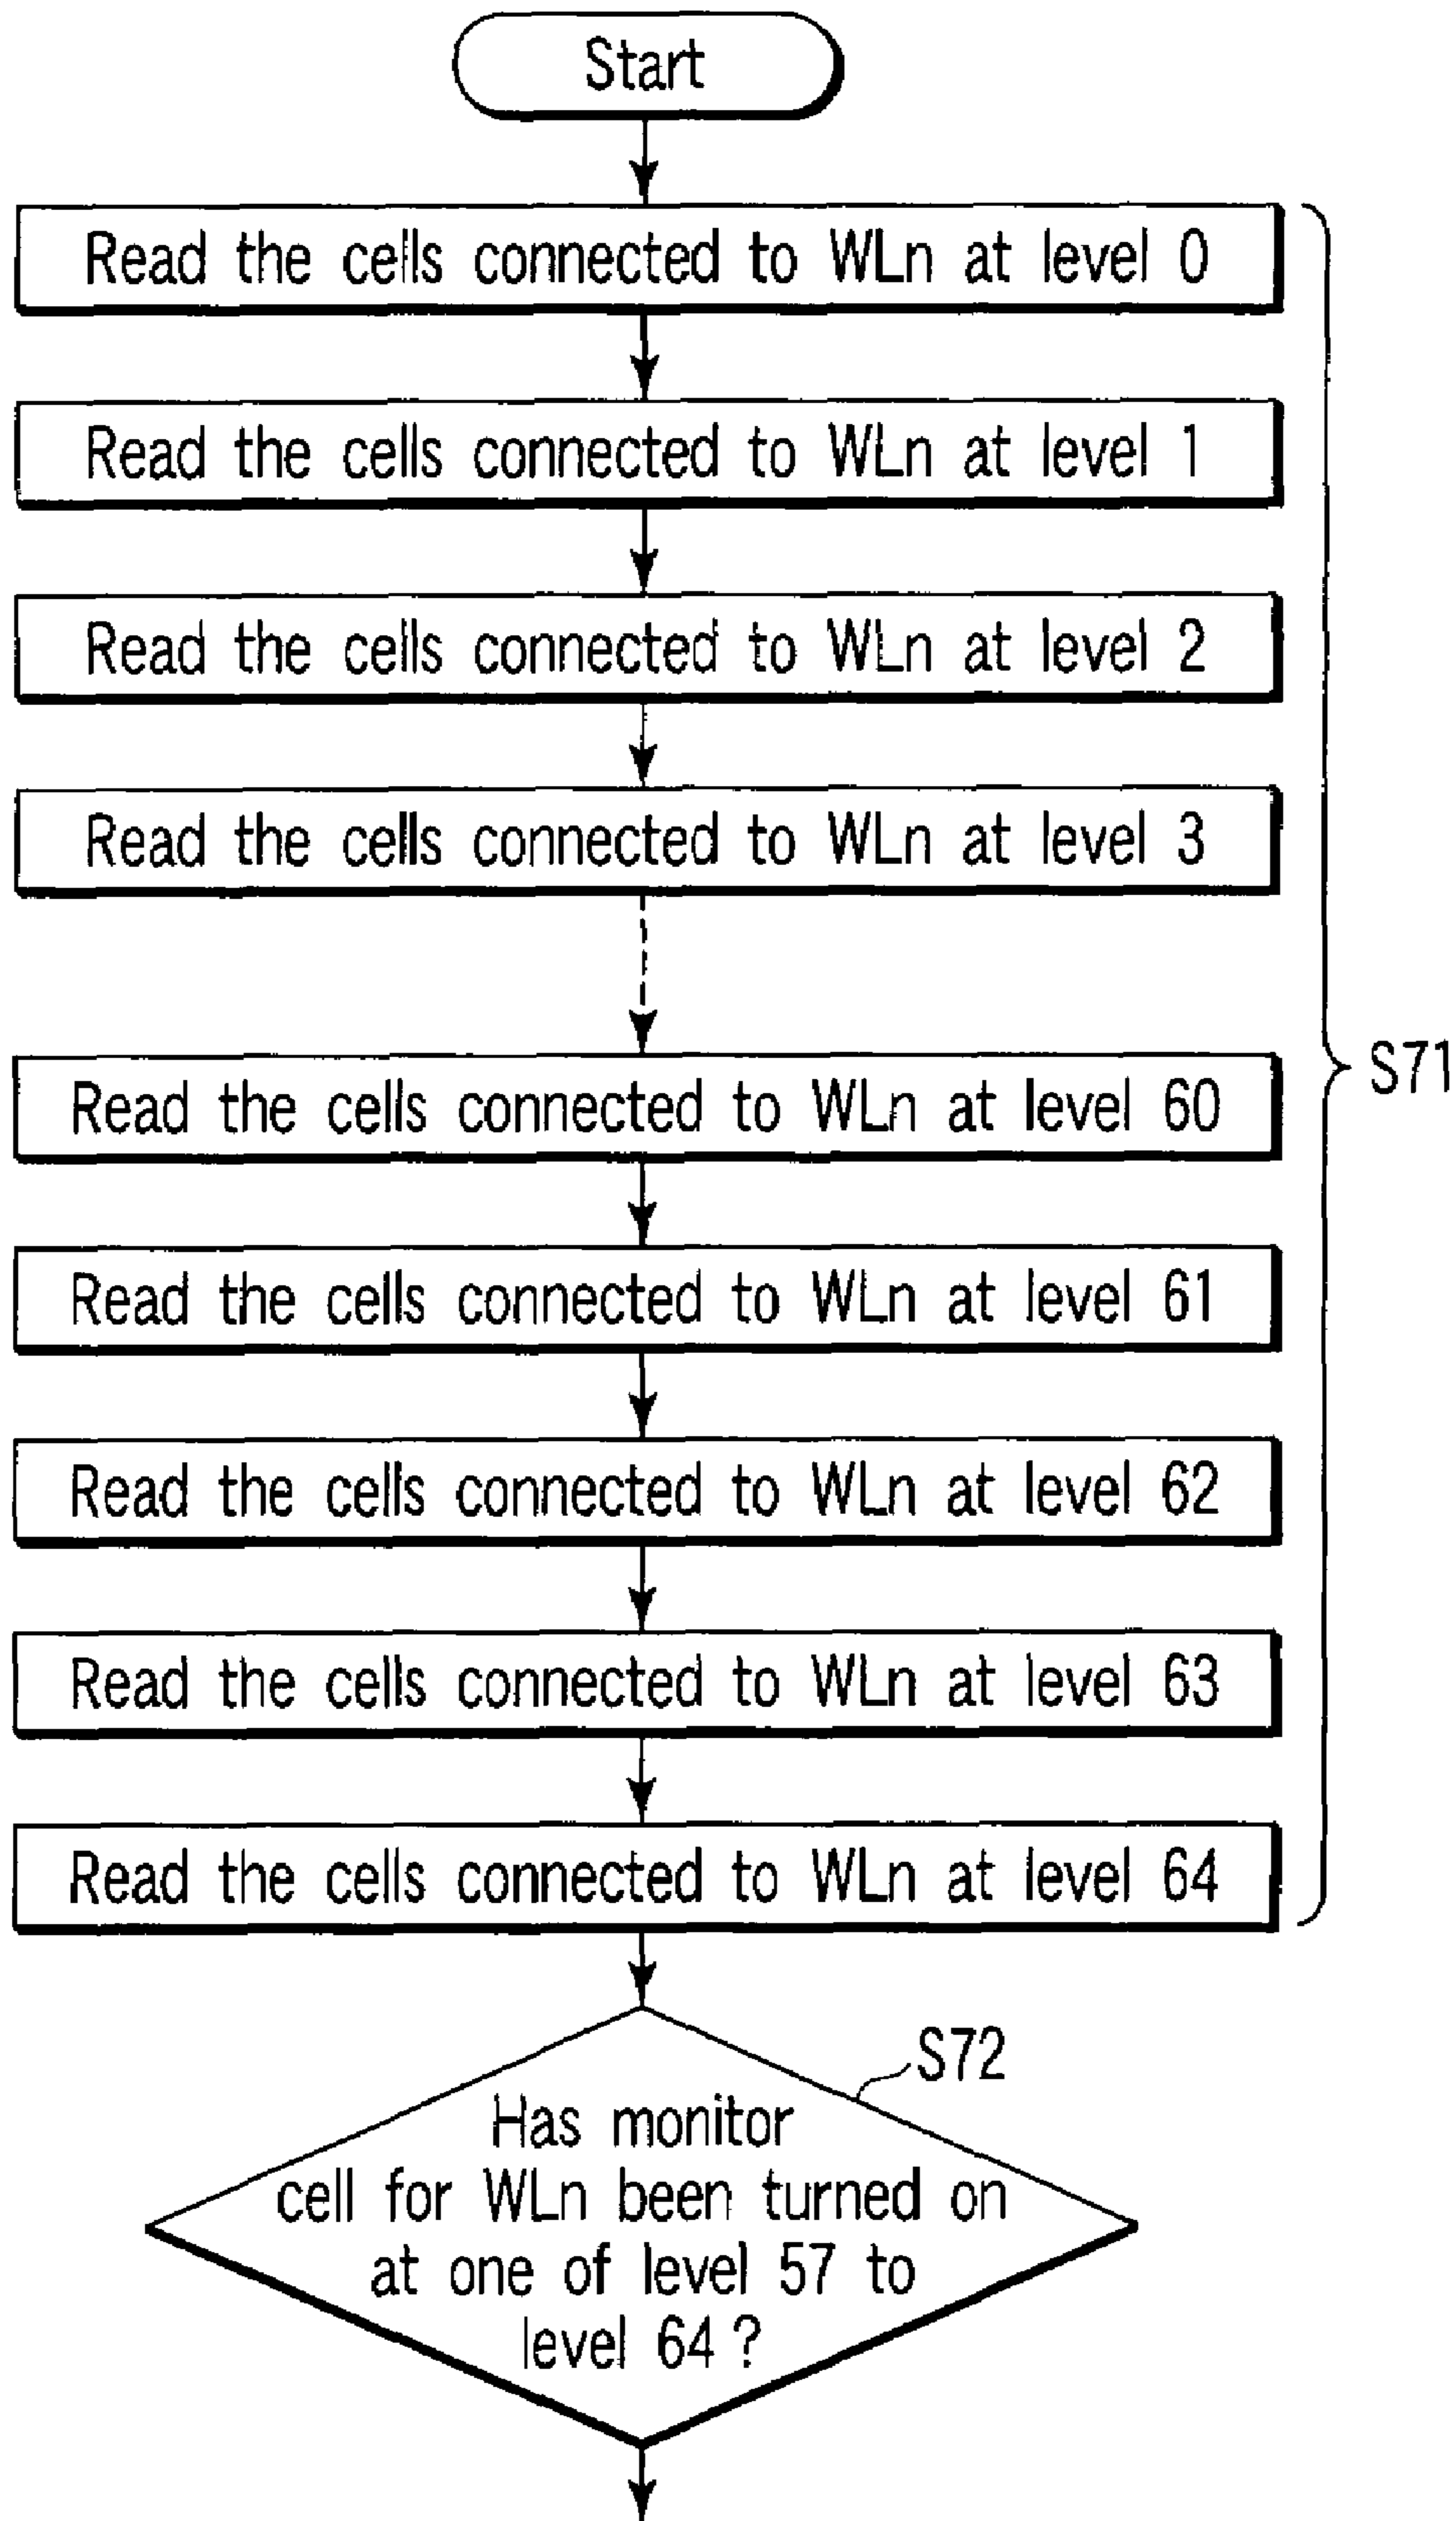 Start
Read the cells connected to WLn at level 0
Read the cells connected to WLn at level 1
Read the cells connected to WLn at level 2
Read the cells connected to WLn at level 3
S71
Read the cells connected to WLn at level 60
Read the cells connected to WLn at level 61
Read the cells connected to WLn at level 62
Read the cells connected to WLn at level 63
Read the cells connected to WLn at level 64
S72
Has monitor
cell for WLn been turned on
at one of level 57 to
level 64 ?